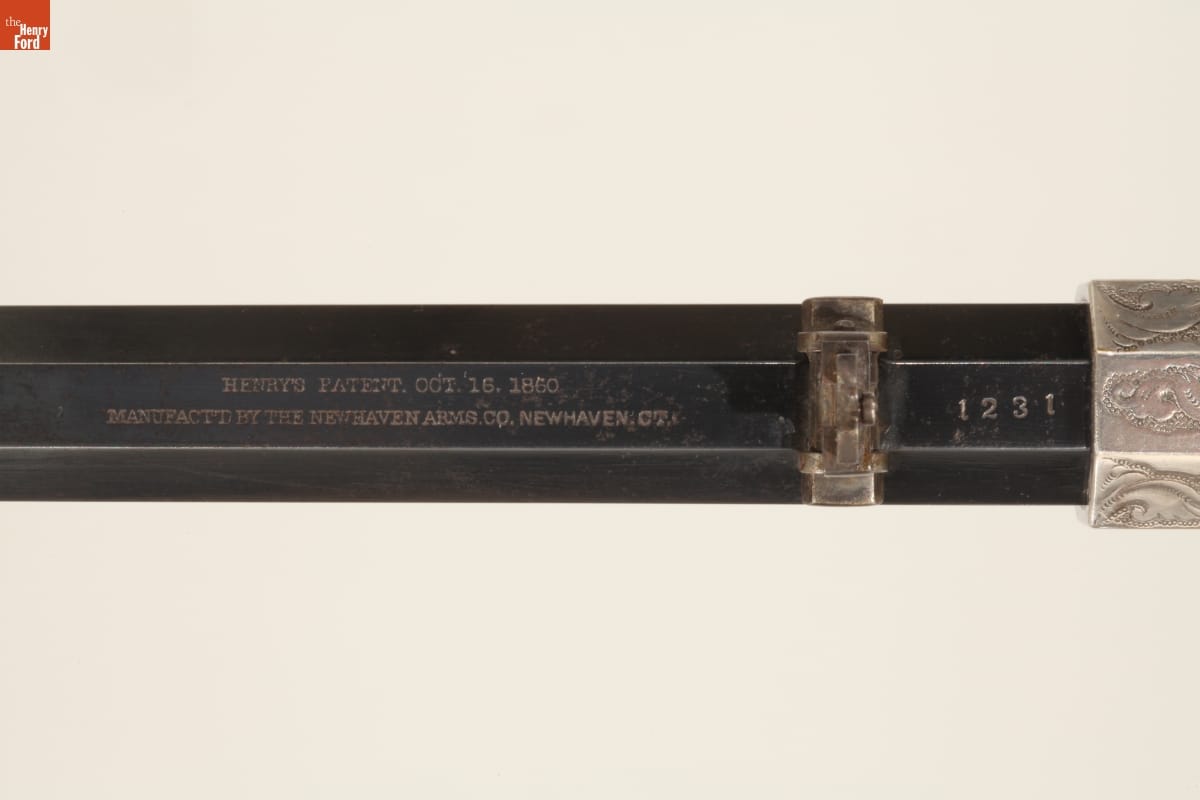 the
Henry
Ford
HENRY'S PATENT. OCT. 16. 1860
MANUFACT'D BY THE NEWHAVEN ARMS. CO. NEWHAVEN. CT.
1231